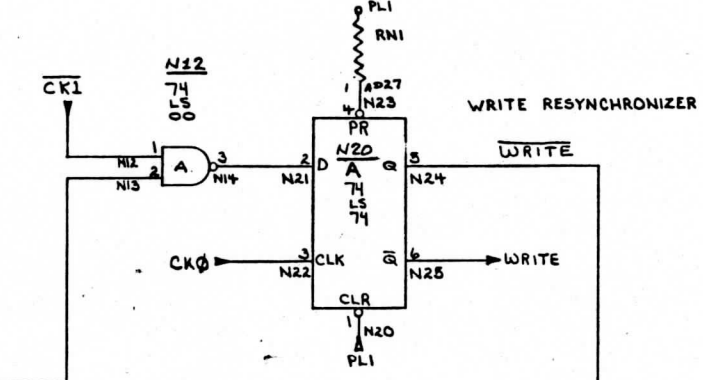 PL1
RN1
N12
74
LS
00
CK1
1
AD27
4
N23
WRITE RESYNCHRONIZER
PR
1
N12
A
3
N14
2
N13
2
D
N21
N20
A
74
LS
74
Q
5
N24
WRITE
CKØ
3
CLK
N22
Q
6
N25
WRITE
CLR
1
N20
PL1